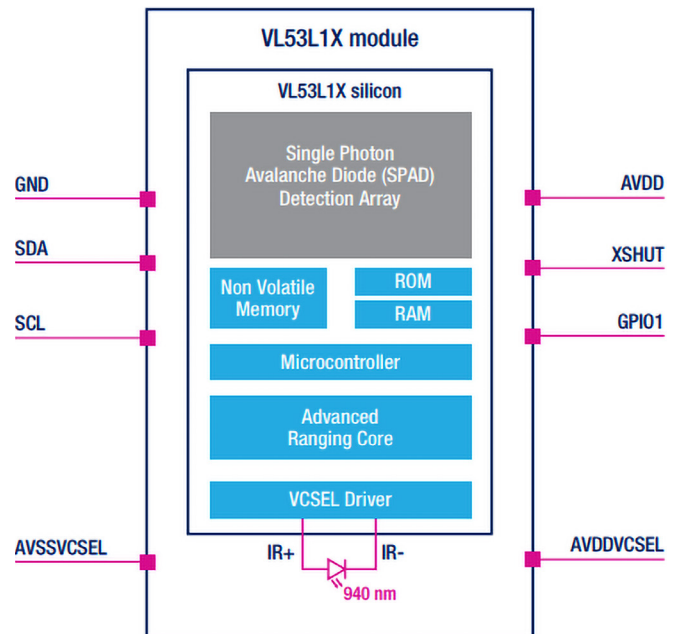 VL53L1X module
VL53L1X silicon
Single Photon
Avalanche Diode (SPAD)
Detection Array
GND
AVDD
SDA
XSHUT
Non Volatile
Memory
ROM
RAM
SCL
GPIO1
Microcontroller
Advanced
Ranging Core
VCSEL Driver
AVSSVCSEL
IR+
IR-
AVDDVCSEL
940 nm